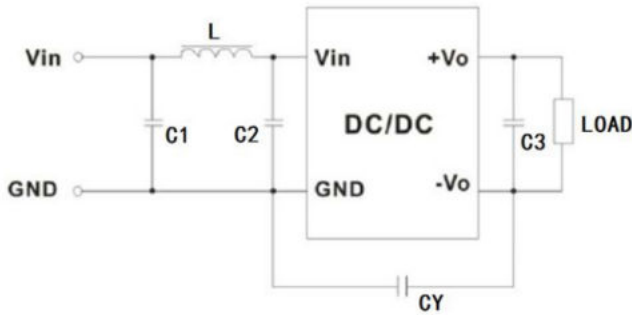 L
Vin
Vin
+Vo
C1
C2
DC/DC
C3
LOAD
GND
GND
-Vo
CY